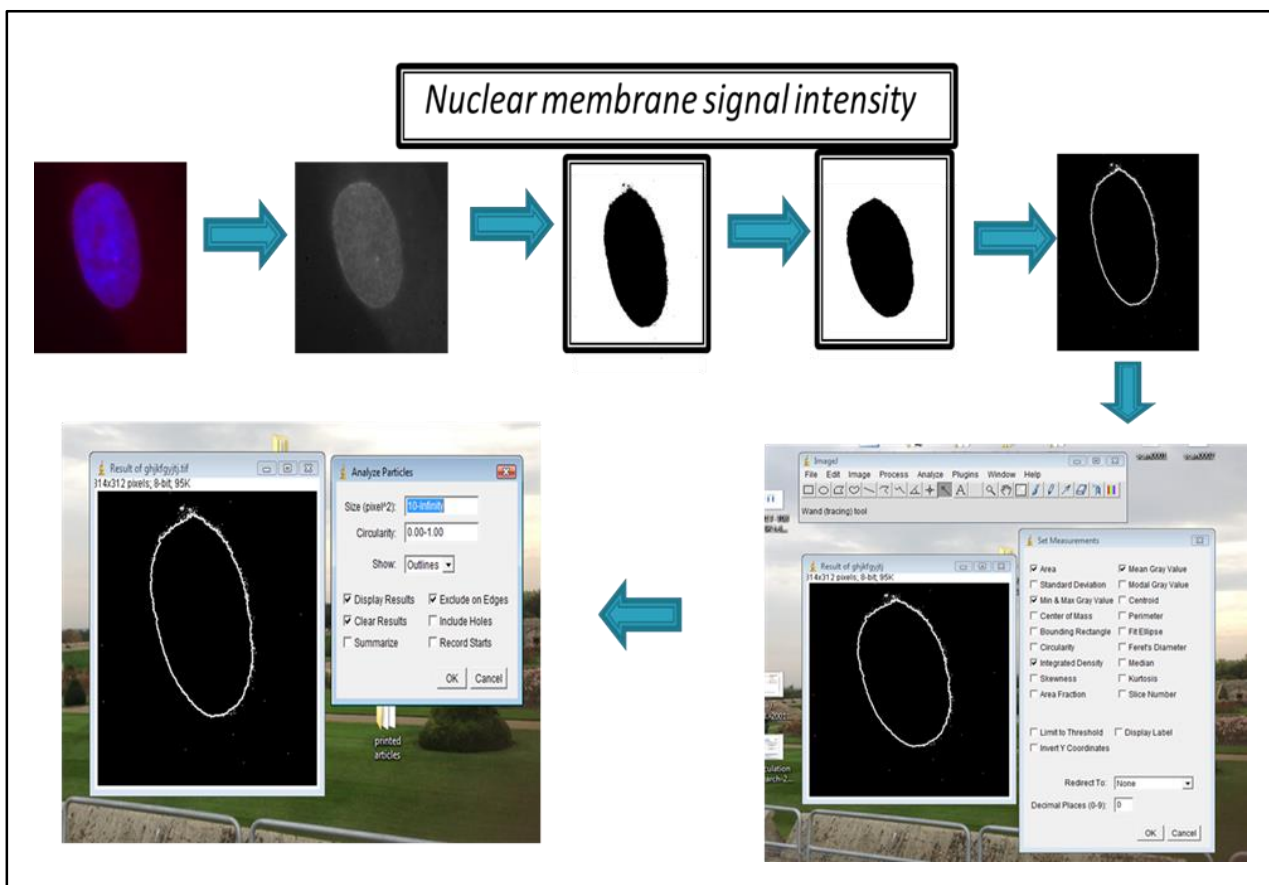 Nuclear membrane signal intensity
Result of ghjkfgyjtj.tif
314x312 pixels; 8-bit; 95K
Analyze Particles
Size (pixel^2): 10-Infinity
Circularity: 0.00-1.00
Show: Outlines
Display Results Exclude on Edges
Clear Results Include Holes
Summarize Record Starts
OK Cancel
printed
articles
ImageJ
File Edit Image Process Analyze Plugins Window Help
A
Wand (tracing) tool
Result of ghjkfgyjtj
314x312 pixels; 8-bit; 95K
Set Measurements
Area Mean Gray Value
Standard Deviation Modal Gray Value
Min & Max Gray Value Centroid
Center of Mass Perimeter
Bounding Rectangle Fit Ellipse
Circularity Feret's Diameter
Integrated Density Median
Skewness Kurtosis
Area Fraction Slice Number
Limit to Threshold Display Label
Invert Y Coordinates
Redirect To: None
Decimal Places (0-9): 0
OK Cancel